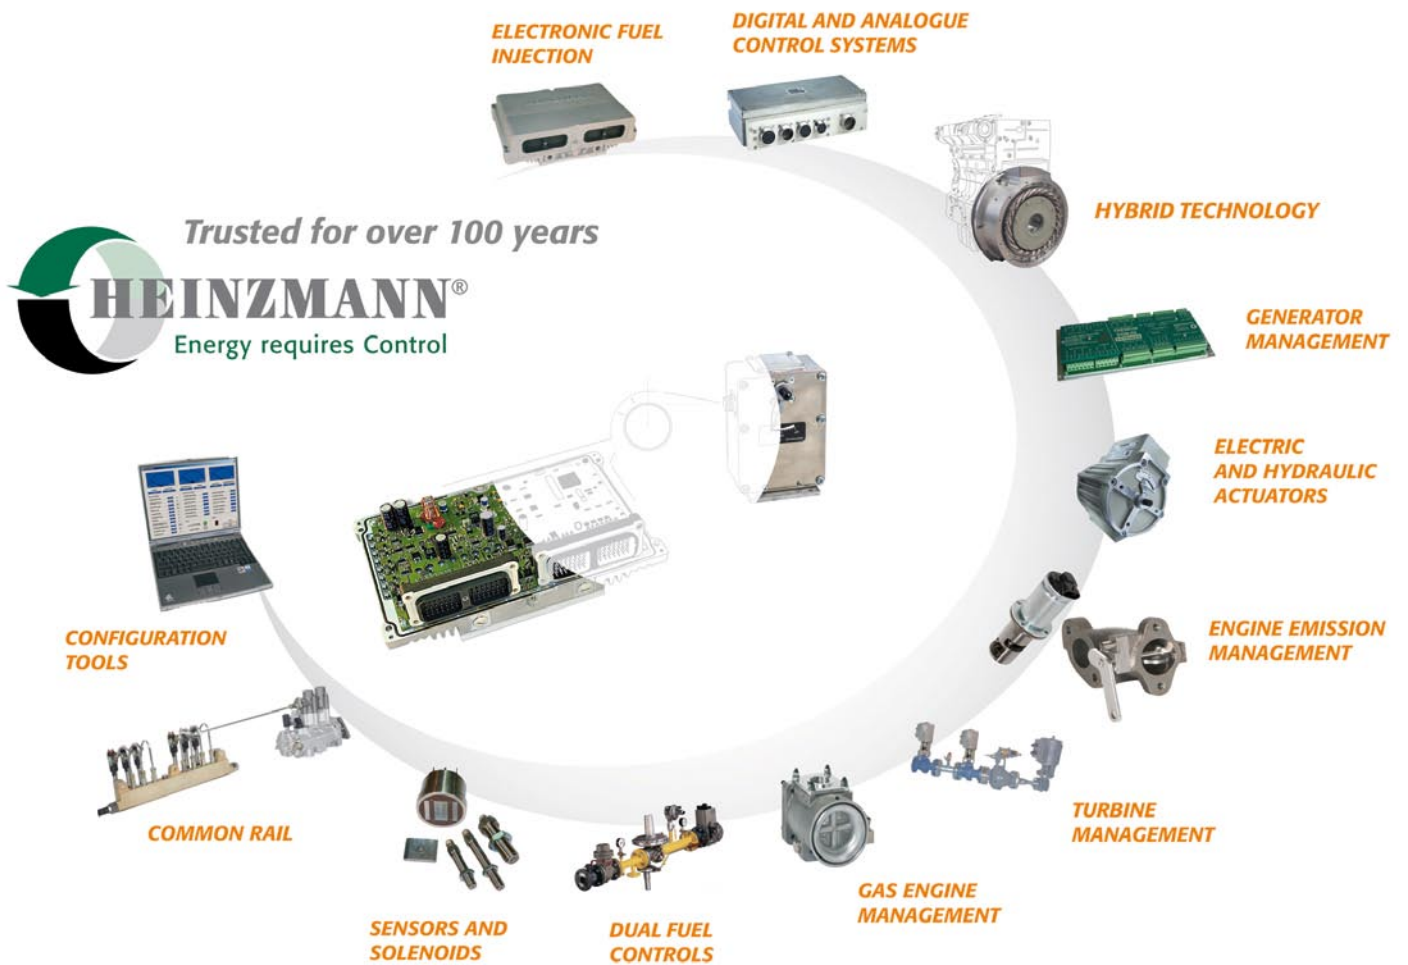 ELECTRONIC FUEL
INJECTION
DIGITAL AND ANALOGUE
CONTROL SYSTEMS
HYBRID TECHNOLOGY
Trusted for over 100 years
HEINZMANN®
Energy requires Control
GENERATOR
MANAGEMENT
ELECTRIC
AND HYDRAULIC
ACTUATORS
ENGINE EMISSION
MANAGEMENT
TURBINE
MANAGEMENT
GAS ENGINE
MANAGEMENT
DUAL FUEL
CONTROLS
SENSORS AND
SOLENOIDS
COMMON RAIL
CONFIGURATION
TOOLS